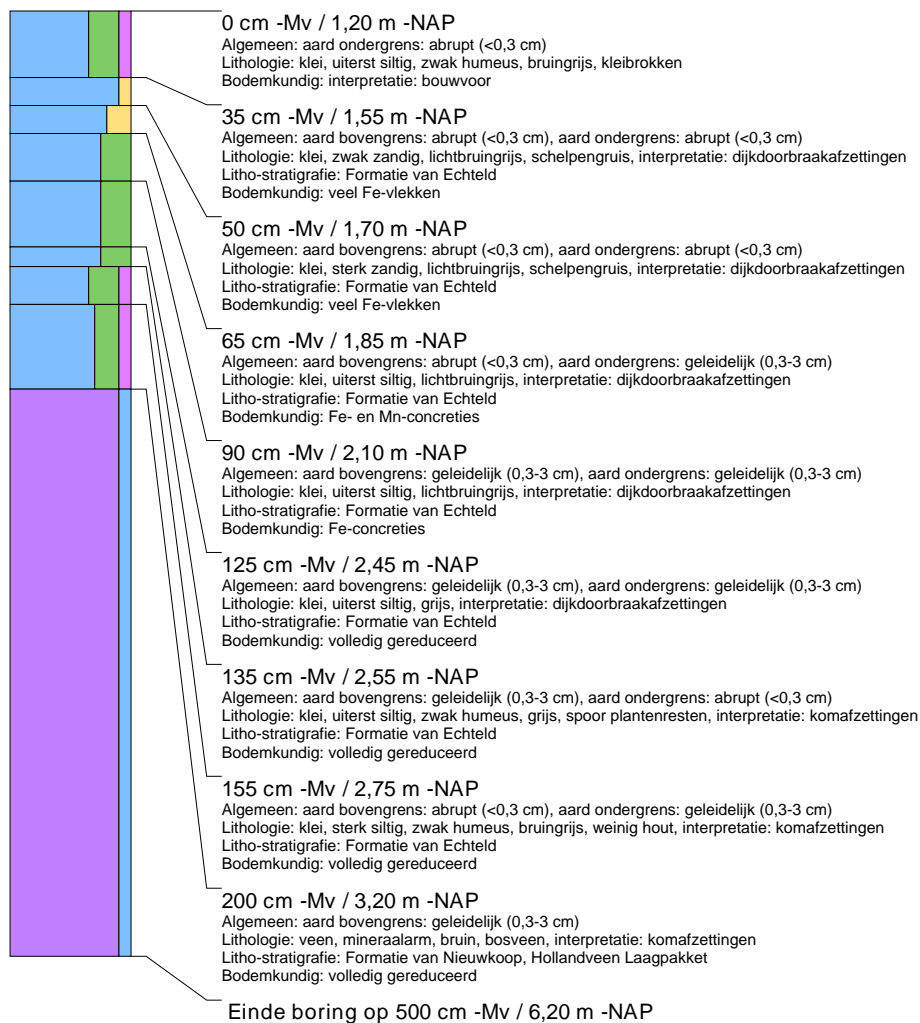 0 cm -Mv / 1,20 m -NAP
Algemeen: aard ondergrens: abrupt (<0,3 cm)
Lithologie: klei, uiterst siltig, zwak humeus, bruingrijs, kleibrokken
Bodemkundig: interpretatie: bouwvoor
35 cm -Mv / 1,55 m -NAP
Algemeen: aard bovengrens: abrupt (<0,3 cm), aard ondergrens: abrupt (<0,3 cm)
Lithologie: klei, zwak zandig, lichtbruingrijs, schelpengruis, interpretatie: dijkdoorbraakafzettingen
Litho-stratigrafie: Formatie van Echteld
Bodemkundig: veel Fe-vlekken
50 cm -Mv / 1,70 m -NAP
Algemeen: aard bovengrens: abrupt (<0,3 cm), aard ondergrens: abrupt (<0,3 cm)
Lithologie: klei, sterk zandig, lichtbruingrijs, schelpengruis, interpretatie: dijkdoorbraakafzettingen
Litho-stratigrafie: Formatie van Echteld
Bodemkundig: veel Fe-vlekken
65 cm -Mv / 1,85 m -NAP
Algemeen: aard bovengrens: abrupt (<0,3 cm), aard ondergrens: geleidelijk (0,3-3 cm)
Lithologie: klei, uiterst siltig, lichtbruingrijs, interpretatie: dijkdoorbraakafzettingen
Litho-stratigrafie: Formatie van Echteld
Bodemkundig: Fe- en Mn-concreties
90 cm -Mv / 2,10 m -NAP
Algemeen: aard bovengrens: geleidelijk (0,3-3 cm), aard ondergrens: geleidelijk (0,3-3 cm)
Lithologie: klei, uiterst siltig, lichtbruingrijs, interpretatie: dijkdoorbraakafzettingen
Litho-stratigrafie: Formatie van Echteld
Bodemkundig: Fe-concreties
125 cm -Mv / 2,45 m -NAP
Algemeen: aard bovengrens: geleidelijk (0,3-3 cm), aard ondergrens: geleidelijk (0,3-3 cm)
Lithologie: klei, uiterst siltig, grijs, interpretatie: dijkdoorbraakafzettingen
Litho-stratigrafie: Formatie van Echteld
Bodemkundig: volledig gereduceerd
135 cm -Mv / 2,55 m -NAP
Algemeen: aard bovengrens: geleidelijk (0,3-3 cm), aard ondergrens: abrupt (<0,3 cm)
Lithologie: klei, uiterst siltig, zwak humeus, grijs, spoor plantenresten, interpretatie: komafzettingen
Litho-stratigrafie: Formatie van Echteld
Bodemkundig: volledig gereduceerd
155 cm -Mv / 2,75 m -NAP
Algemeen: aard bovengrens: abrupt (<0,3 cm), aard ondergrens: geleidelijk (0,3-3 cm)
Lithologie: klei, sterk siltig, zwak humeus, bruingrijs, weinig hout, interpretatie: komafzettingen
Litho-stratigrafie: Formatie van Echteld
Bodemkundig: volledig gereduceerd
200 cm -Mv / 3,20 m -NAP
Algemeen: aard bovengrens: geleidelijk (0,3-3 cm)
Lithologie: veen, mineraalarm, bruin, bosveen, interpretatie: komafzettingen
Litho-stratigrafie: Formatie van Nieuwkoop, Hollandveen Laagpakket
Bodemkundig: volledig gereduceerd
Einde boring op 500 cm -Mv / 6,20 m -NAP